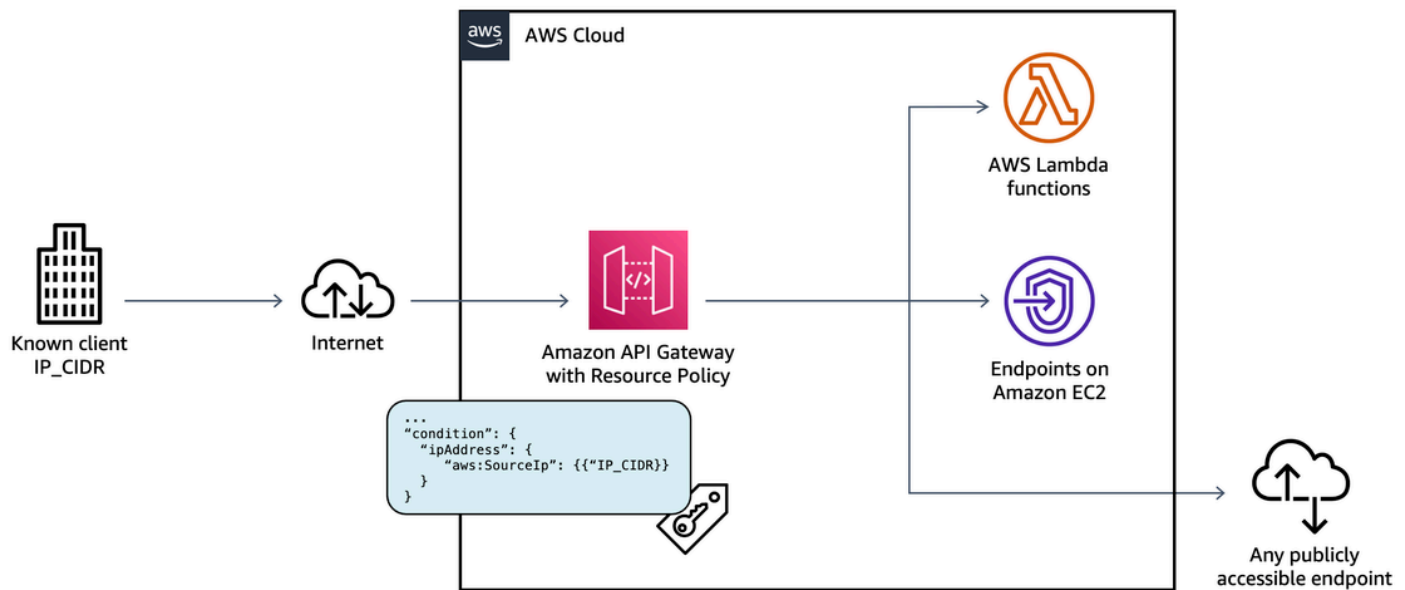 aws
AWS Cloud
AWS Lambda
functions
Known client
IP_CIDR
Internet
</>
Amazon API Gateway
with Resource Policy
Endpoints on
Amazon EC2
...
“condition”: {
“ipAddress”: {
“aws:SourceIp”: {{“IP_CIDR}}
}
}
Any publicly
accessible endpoint